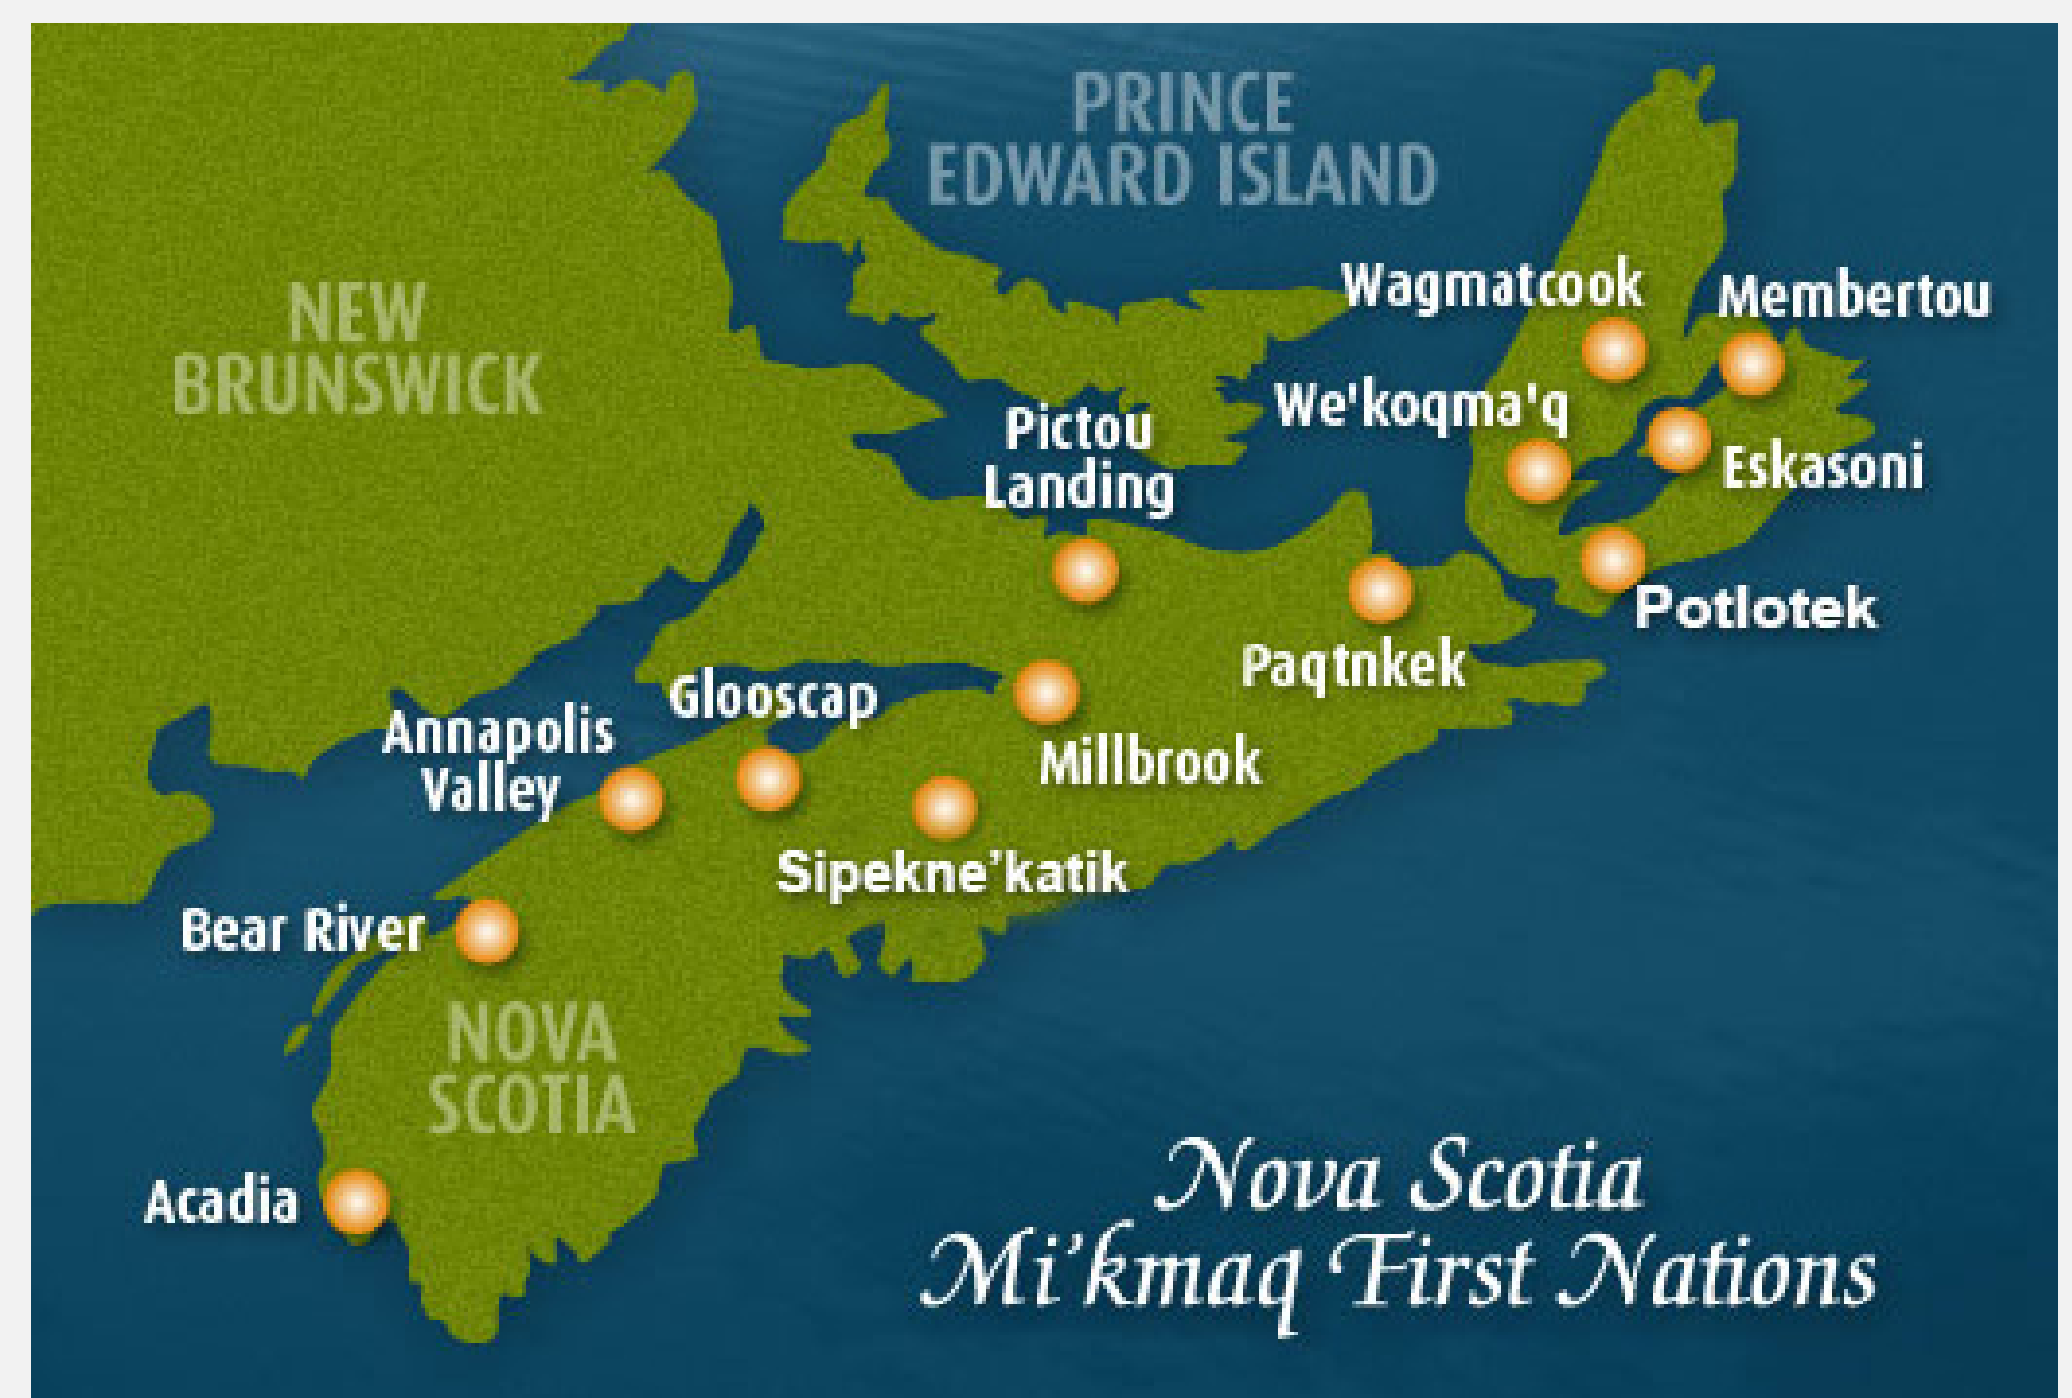 PRINCE
EDWARD ISLAND
NEW
BRUNSWICK
Wagmatcook
Membertou
We'koqma'q
Pictou
Landing
Eskasoni
Potlotek
Paqtnkek
Glooscap
Annapolis
Valley
Millbrook
Sipekne’katik
Bear River
NOVA
SCOTIA
Acadia
Nova Scotia
Mi’kmaq First Nations